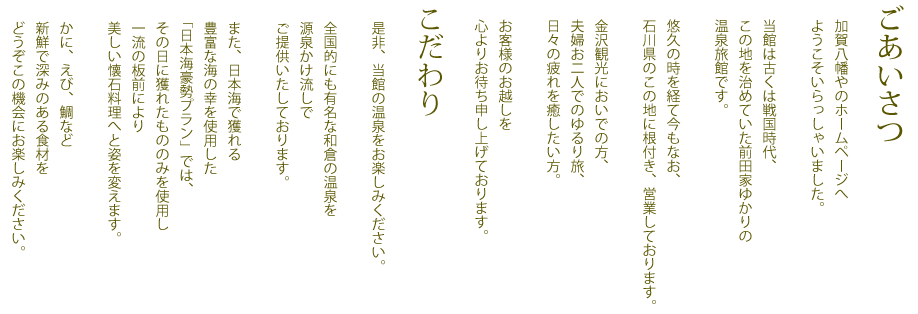 ごあいさつ
加賀八幡やのホームページへ
ようこそいらっしゃいました。
当館は古くは戦国時代、
この地を治めていた前田家ゆかりの
温泉旅館です。
悠久の時を経て今もなお、
石川県のこの地に根付き、営業しております。
金沢観光においでの方、
夫婦お二人でのゆるり旅、
日々の疲れを癒したい方。
お客様のお越しを
心よりお待ち申し上げております。
こだわり
是非、当館の温泉をお楽しみください。
全国的にも有名な和倉の温泉を
源泉かけ流しで
ご提供いたしております。
また、日本海で獲れる
豊富な海の幸を使用した
「日本海豪勢プラン」では、
その日に獲れたもののみを使用し
一流の板前により
美しい懐石料理へと姿を変えます。
かに、えび、鯛など
新鮮で深みのある食材を
どうぞこの機会にお楽しみください。